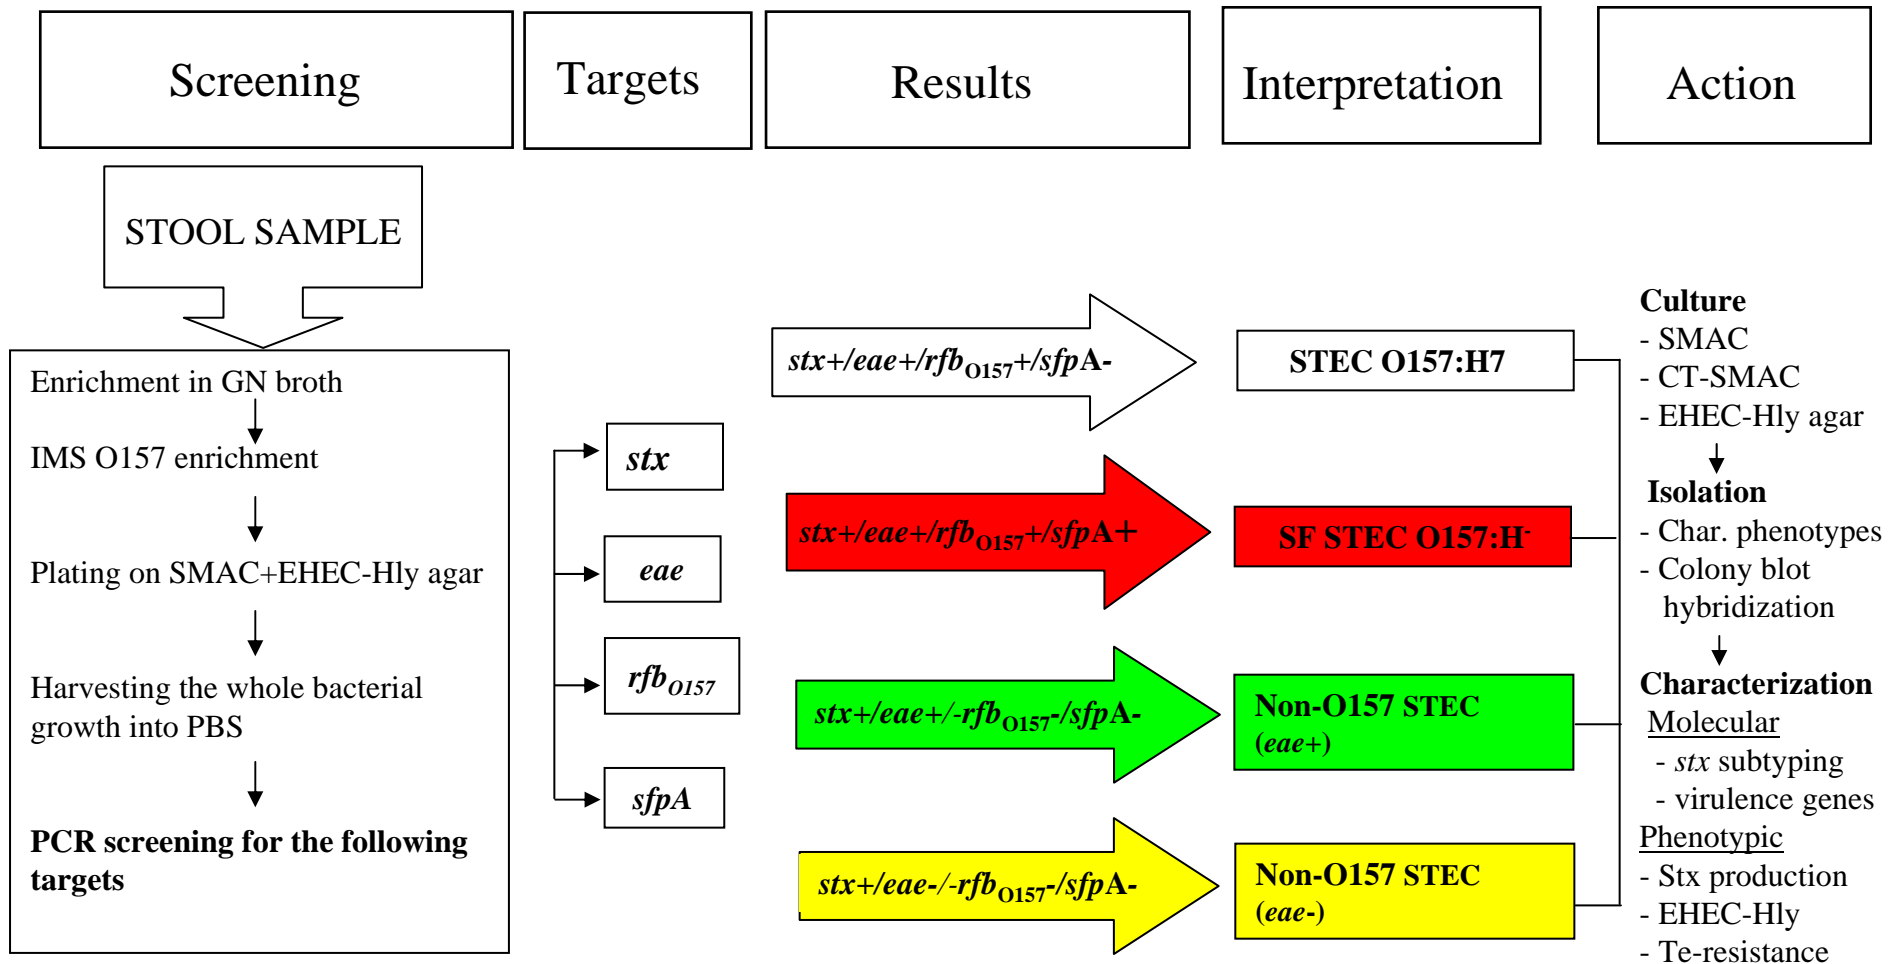 Screening
Targets
Results
Interpretation
Action
STOOL SAMPLE
Enrichment in GN broth
IMS O157 enrichment
Plating on SMAC+EHEC-Hly agar
Harvesting the whole bacterial
growth into PBS
PCR screening for the following
targets
stx
eae
rfbO157
sfpA
stx+/eae+/rfbO157+/sfpA-
stx+/eae+/rfbO157+/sfpA+
stx+/eae+/-rfbO157-/sfpA-
stx+/eae-/-rfbO157-/sfpA-
STEC O157:H7
SF STEC O157:H-
Non-O157 STEC
(eae+)
Non-O157 STEC
(eae-)
Culture
- SMAC
- CT-SMAC
- EHEC-Hly agar
Isolation
- Char. phenotypes
- Colony blot
hybridization
Characterization
Molecular
- stx subtyping
- virulence genes
Phenotypic
- Stx production
- EHEC-Hly
- Te-resistance